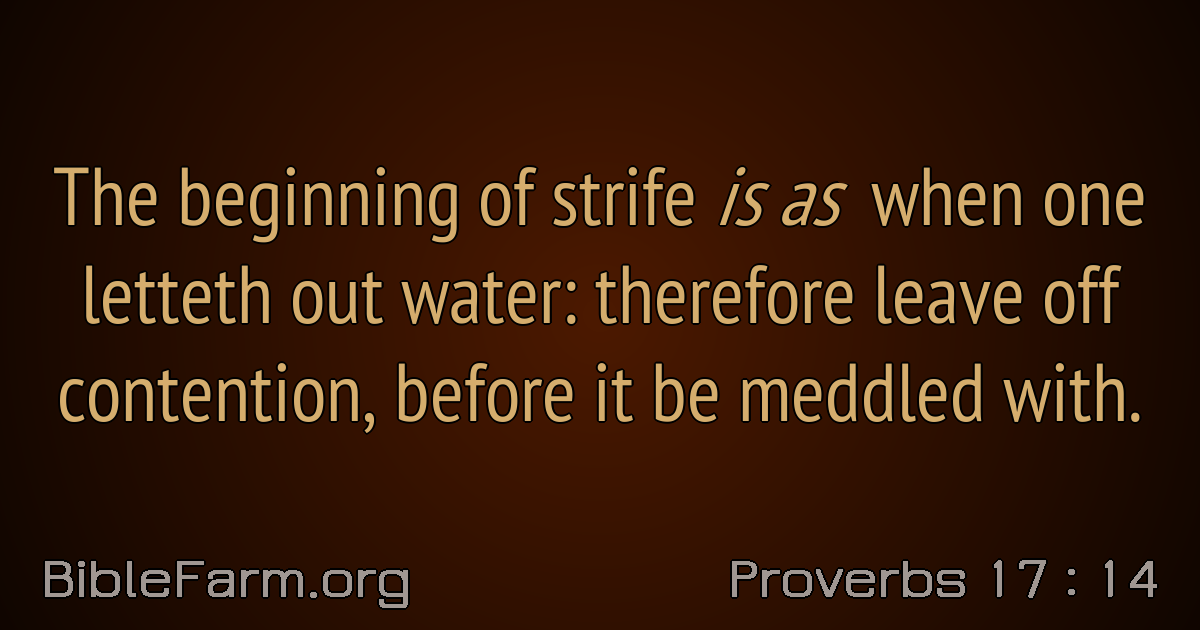 The beginning of strife is as when one
letteth out water: therefore leave off
contention, before it be meddled with.
BibleFarm.org
Proverbs 17 : 14